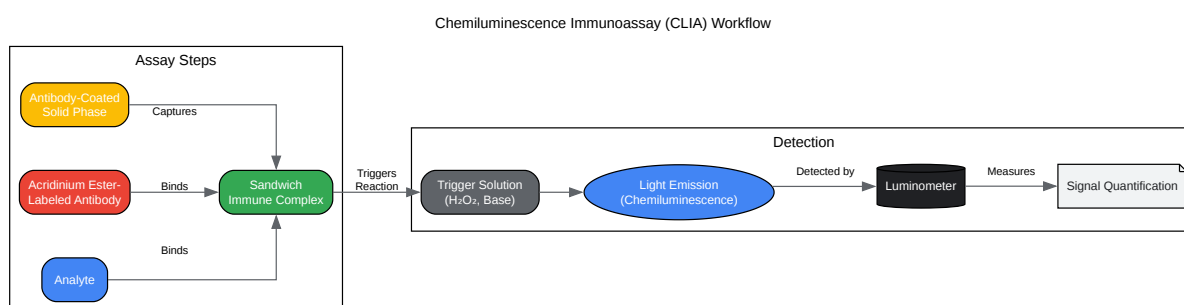 Chemiluminescence Immunoassay (CLIA) Workflow
Assay Steps
Antibody-Coated
Solid Phase
Captures
Acridinium Ester-
Labeled Antibody
Binds
Sandwich
Immune Complex
Binds
Analyte
Triggers
Reaction
Detection
Trigger Solution
(H₂O₂, Base)
Light Emission
(Chemiluminescence)
Detected by
Luminometer
Measures
Signal Quantification